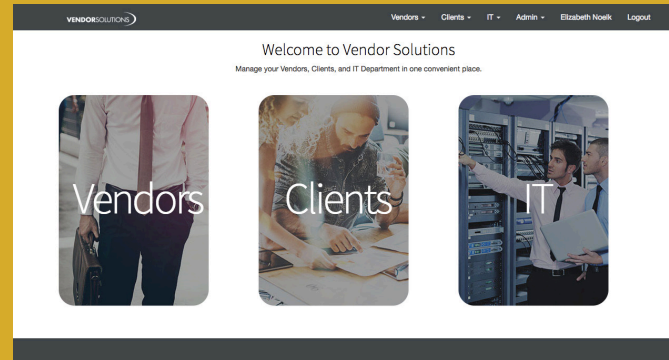 VENDORSOLUTIONS
Vendors Clients IT Admin Elizabeth Noelk Logout
Welcome to Vendor Solutions
Manage your Vendors, Clients, and IT Department in one convenient place.
Vendors Clients IT